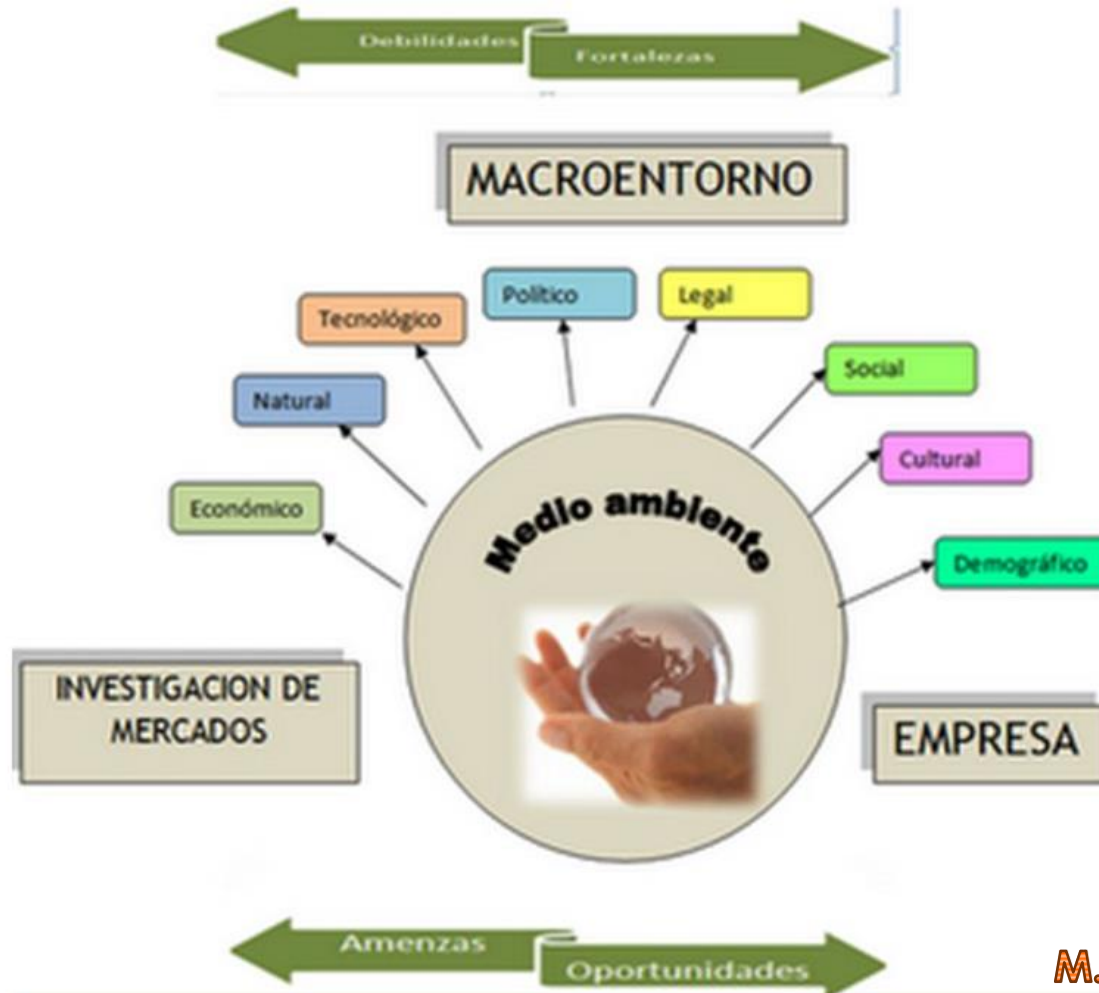 Debilidades
Fortalezas
MACROENTORNO
Político
Legal
Tecnológico
Social
Natural
Cultural
Económico
Medio ambiente
Demográfico
INVESTIGACION DE
MERCADOS
EMPRESA
Amenzas
Oportunidades
M.